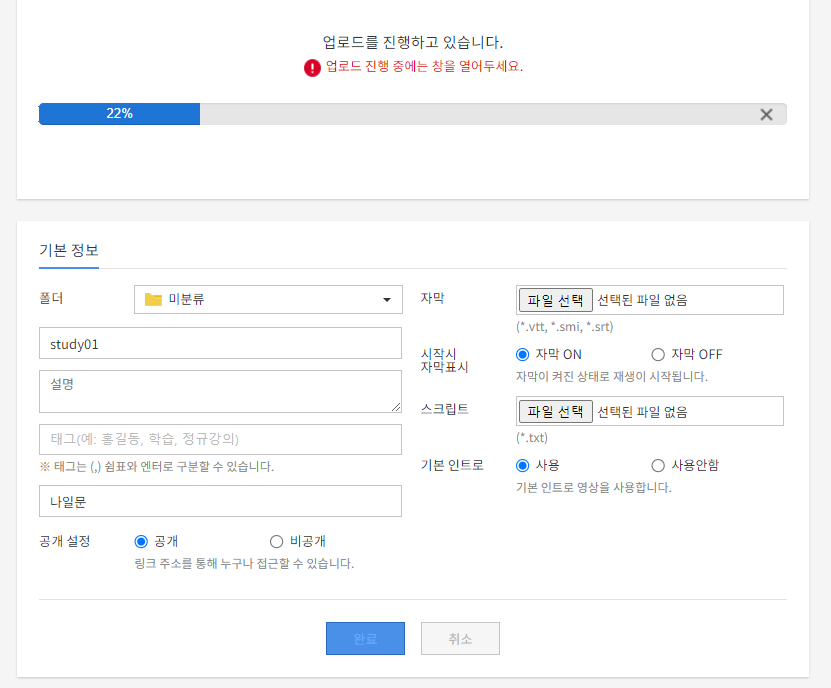 업로드를 진행하고 있습니다.
업로드 진행 중에는 창을 열어두세요.
22%
기본 정보
폴더
미분류
study01
설명
태그(예: 홍길동, 학습, 정규강의)
※ 태그는 (,) 쉼표와 엔터로 구분할 수 있습니다.
나일문
공개 설정
공개
비공개
링크 주소를 통해 누구나 접근할 수 있습니다.
자막
파일 선택 선택된 파일 없음
(*.vtt, *.smi, *.srt)
시작시
자막표시
자막 ON
자막 OFF
자막이 켜진 상태로 재생이 시작됩니다.
스크립트
파일 선택 선택된 파일 없음
(*.txt)
기본 인트로
사용
사용안함
기본 인트로 영상을 사용합니다.
완료
취소